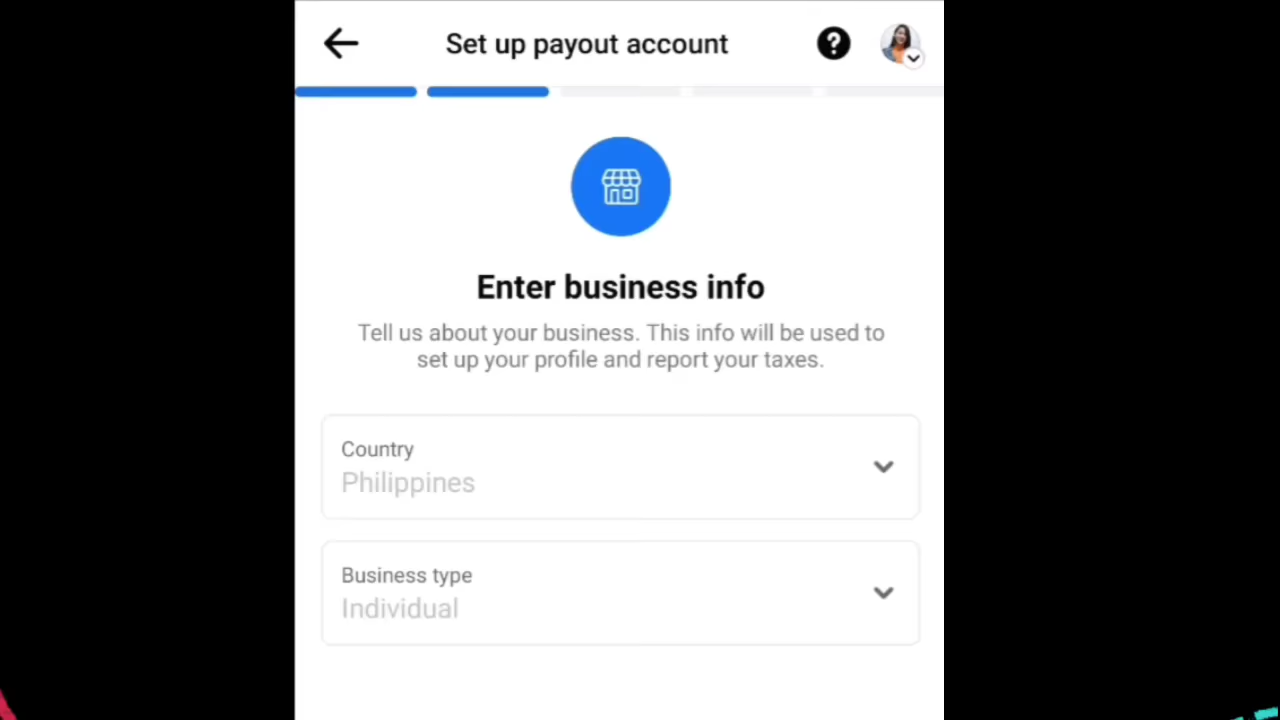 Set up payout account
Enter business info
Tell us about your business. This info will be used to
set up your profile and report your taxes.
Country
Philippines
Business type
Individual